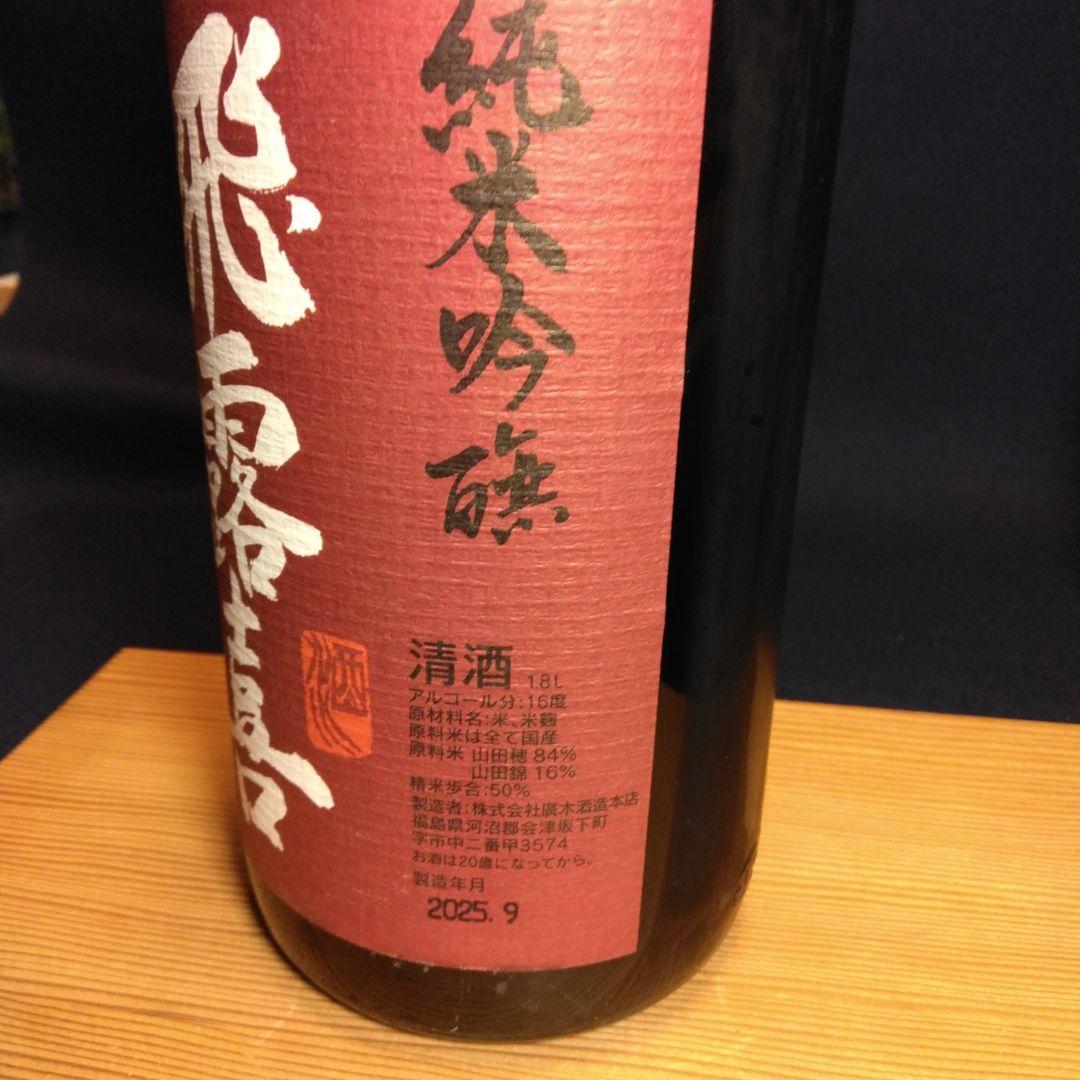 純米吟醸
飛露喜
酒
清酒 1.8L
アルコール分:16度
原材料名:米、米麹
原料米は全て国産
原料米 山田穂 84%
山田錦 16%
精米歩合:50%
製造者:株式会社廣木酒造本店
福島県河沼郡会津坂下町
字市中二番甲3574
お酒は20歳になってから。
製造年月
2025. 9